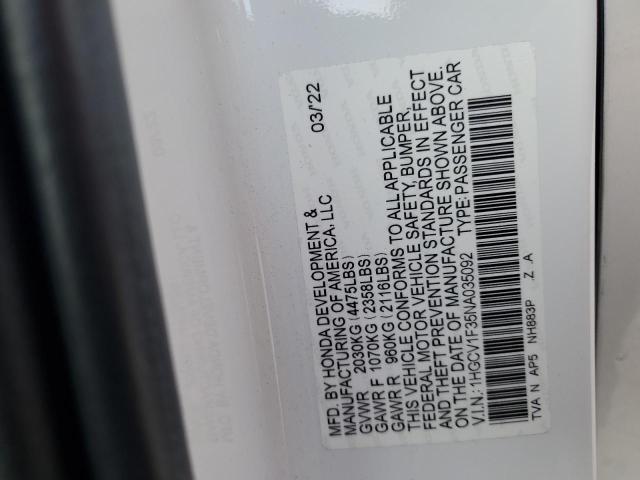 MFD. BY HONDA DEVELOPMENT &
MANUFACTURING OF AMERICA, LLC 03/'22
GVWR 2030KG (4475LBS)
GAWR F 1070KG (2358LBS)
GAWR R 960KG (2116LBS)
THIS VEHICLE CONFORMS TO ALL APPLICABLE
FEDERAL MOTOR VEHICLE SAFETY, BUMPER,
AND THEFT PREVENTION STANDARDS IN EFFECT
ON THE DATE OF MANUFACTURE SHOWN ABOVE.
V.I.N.: 1HGCV1F35NA035092 TYPE: PASSENGER CAR
TVA N AP5 NH883P Z A